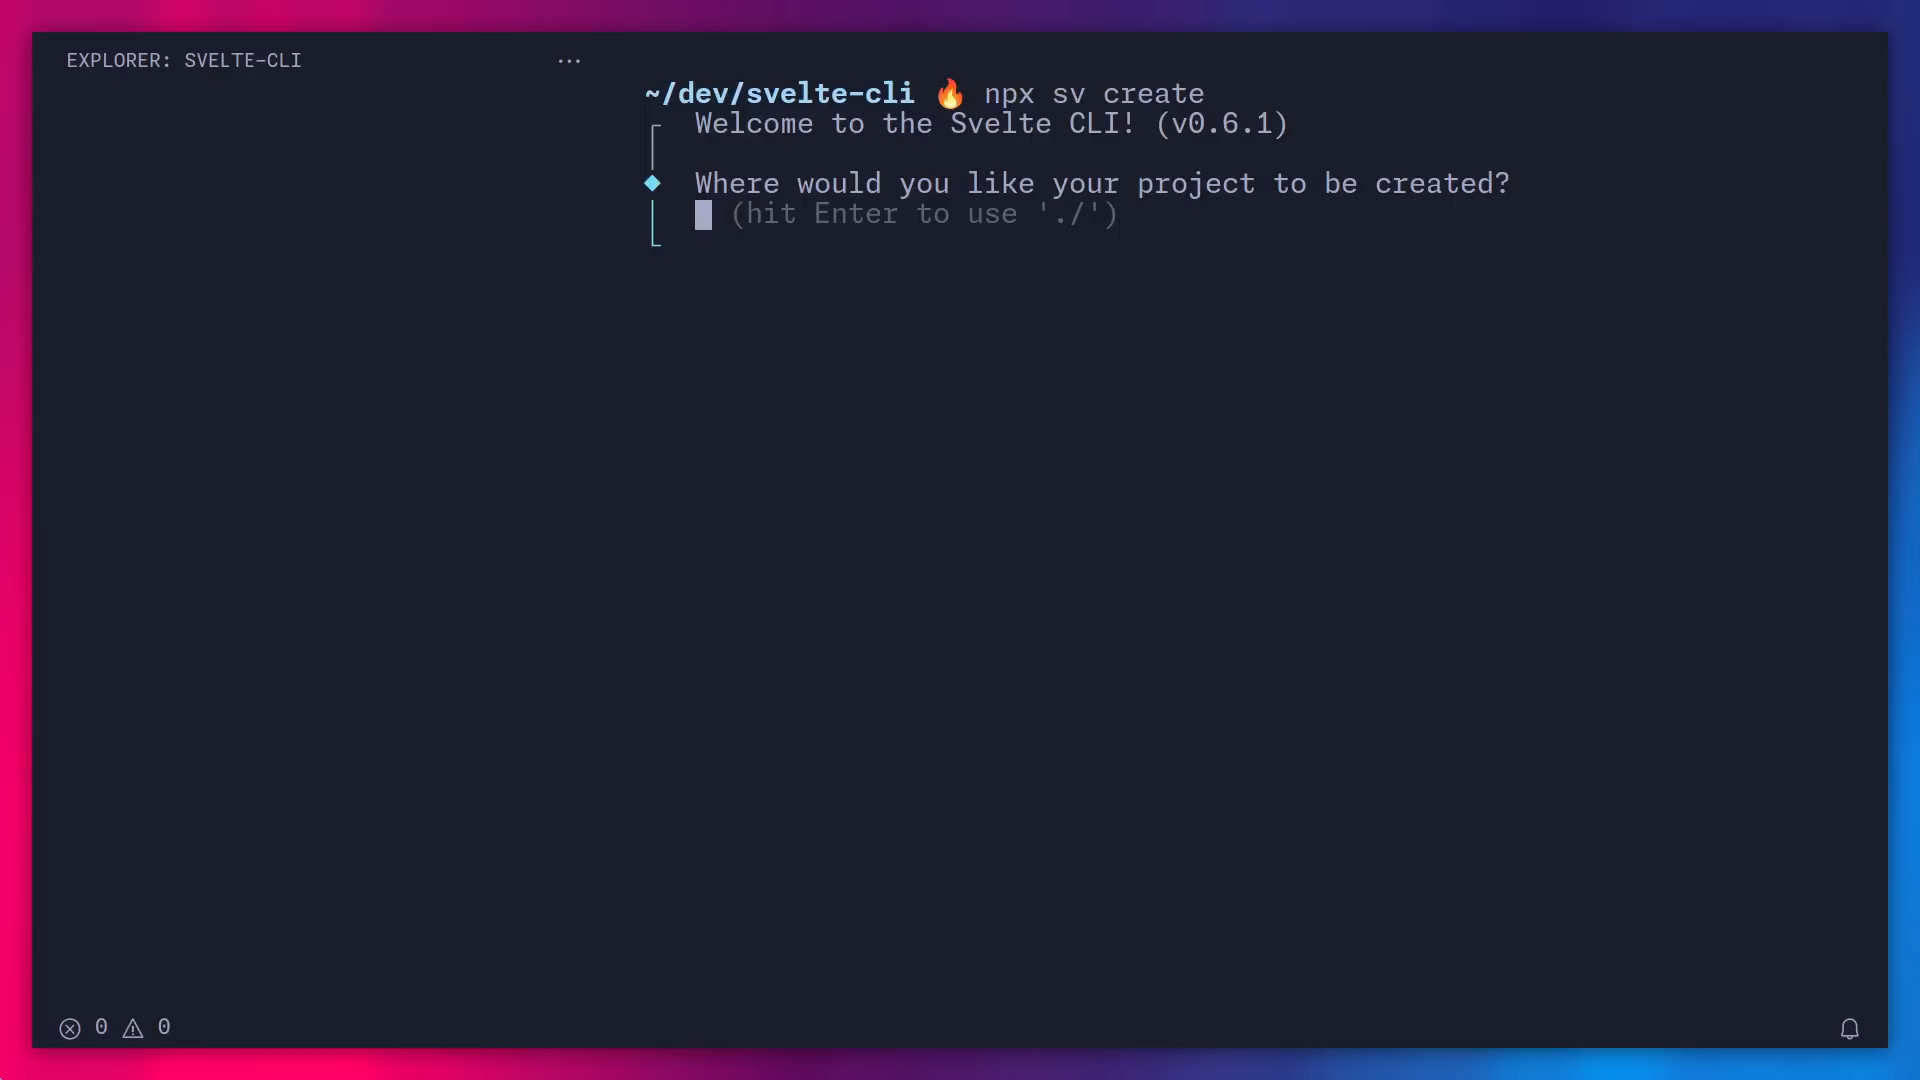 EXPLORER: SVELTE-CLI ...
~/dev/svelte-cli 🔥 npx sv create
Welcome to the Svelte CLI! (v0.6.1)
Where would you like your project to be created?
(hit Enter to use './')
0 0